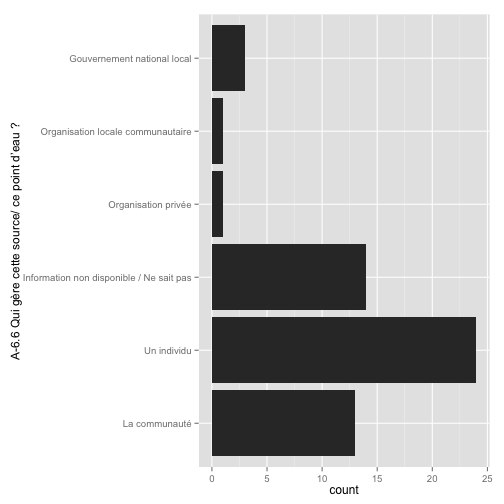 A-6.6 Qui gère cette source/ ce point d'eau ?
Gouvernement national local
Organisation locale communautaire
Organisation privée
Information non disponible / Ne sait pas
Un individu
La communauté
0 5 10 15 20 25
count